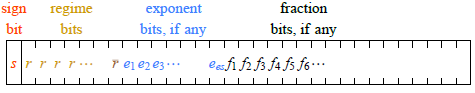 sign regime exponent fraction
bit bits bits, if any bits, if any
s r r r r ··· r̄ e1 e2 e3 ··· ees f1 f2 f3 f4 f5 f6 ···